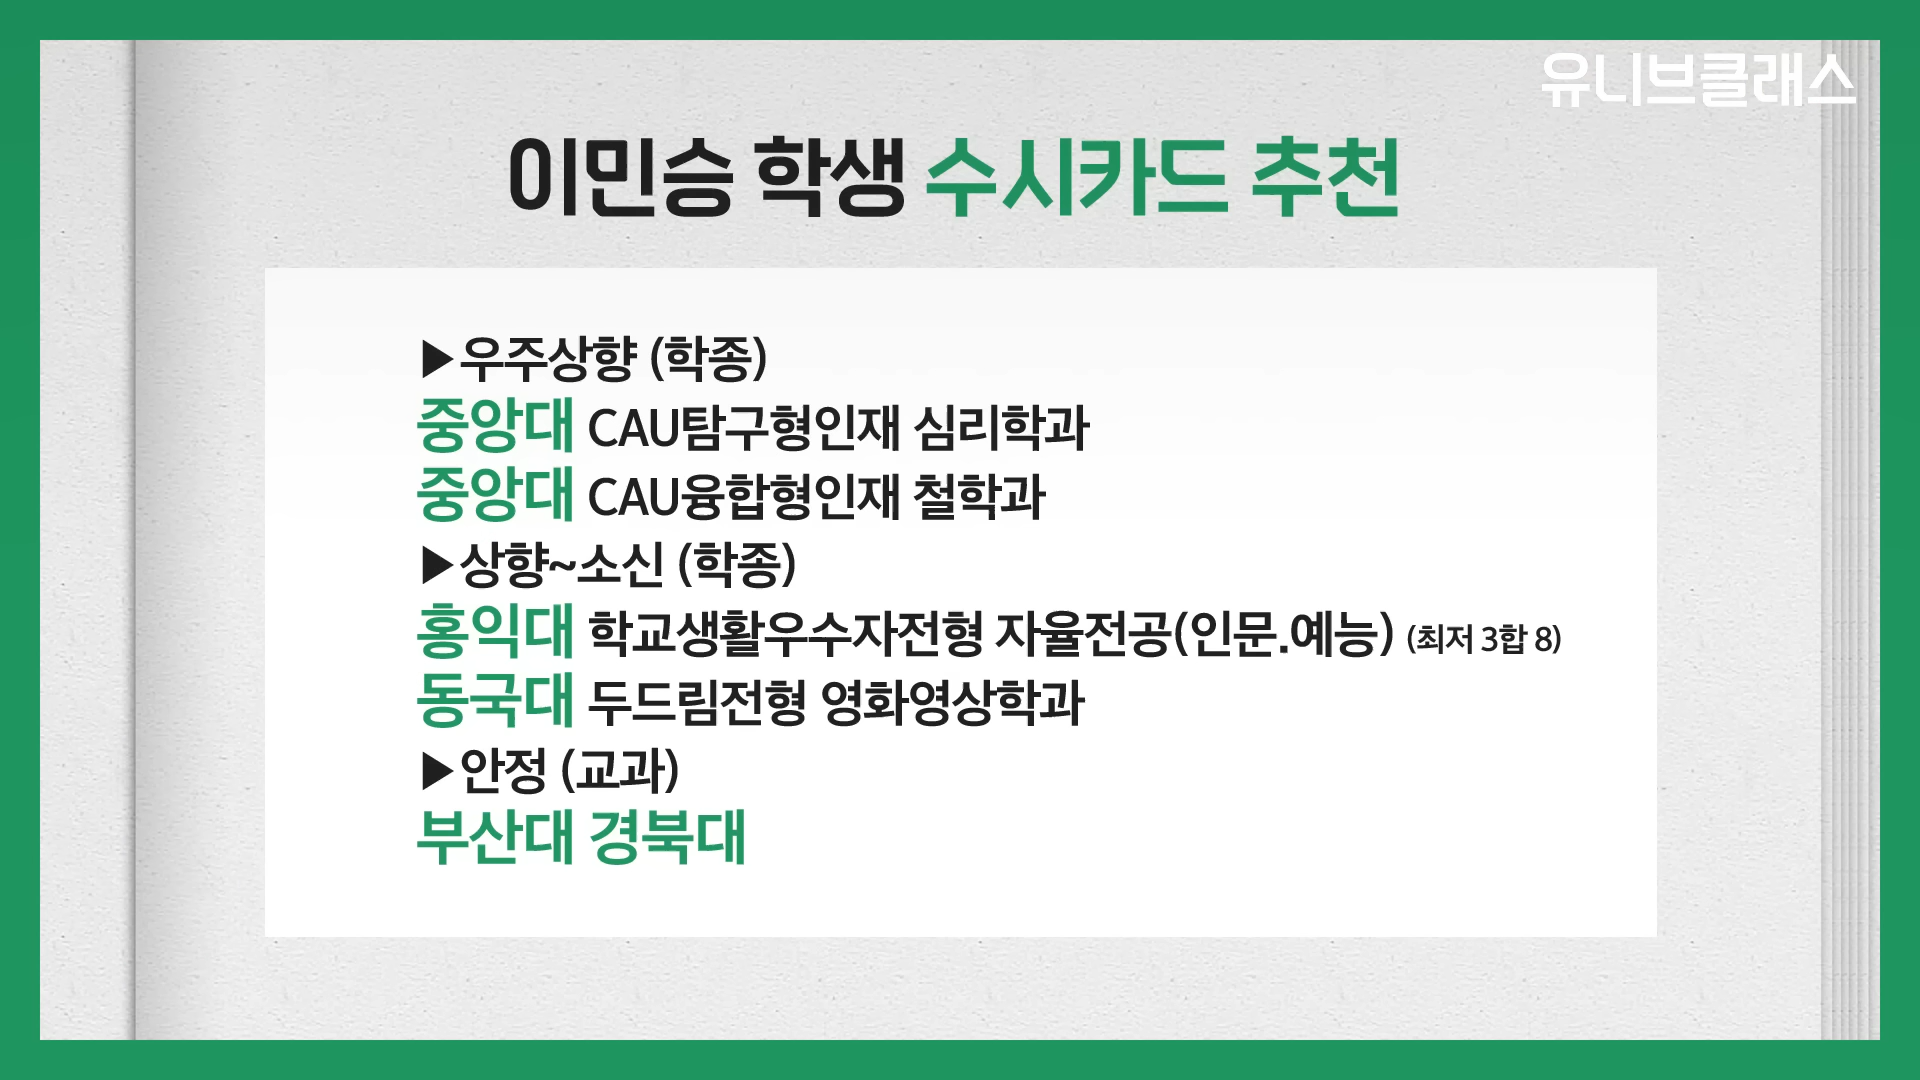 유니브클래스
이민승 학생 수시카드 추천
▶우주상향 (학종)
중앙대 CAU탐구형인재 심리학과
중앙대 CAU융합형인재 철학과
▶상향~소신 (학종)
홍익대 학교생활우수자전형 자율전공(인문.예능) (최저 3합 8)
동국대 두드림전형 영화영상학과
▶안정 (교과)
부산대 경북대